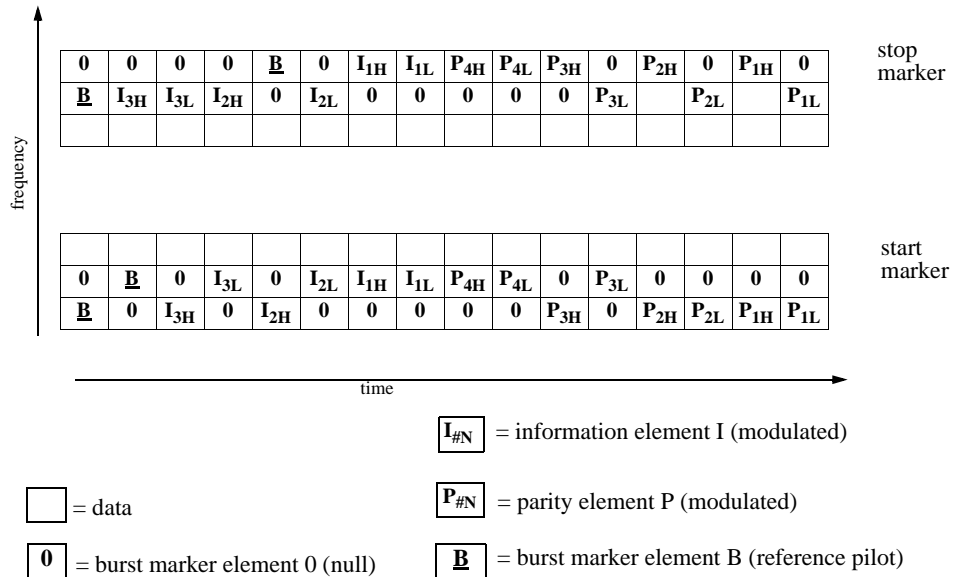 0 0 0 0 B 0 I1H I1L P4H P4L P3H 0 P2H 0 P1H 0
stop
marker
B I3H I3L I2H 0 I2L 0 0 0 0 0 P3L P2L P1L
frequency
start
marker
0 B 0 I3L 0 I2L I1H I1L P4H P4L 0 P3L 0 0 0 0
B 0 I3H 0 I2H 0 0 0 0 0 P3H 0 P2H P2L P1H P1L
time
I#N = information element I (modulated)
= data
P#N = parity element P (modulated)
0 = burst marker element 0 (null)
B = burst marker element B (reference pilot)